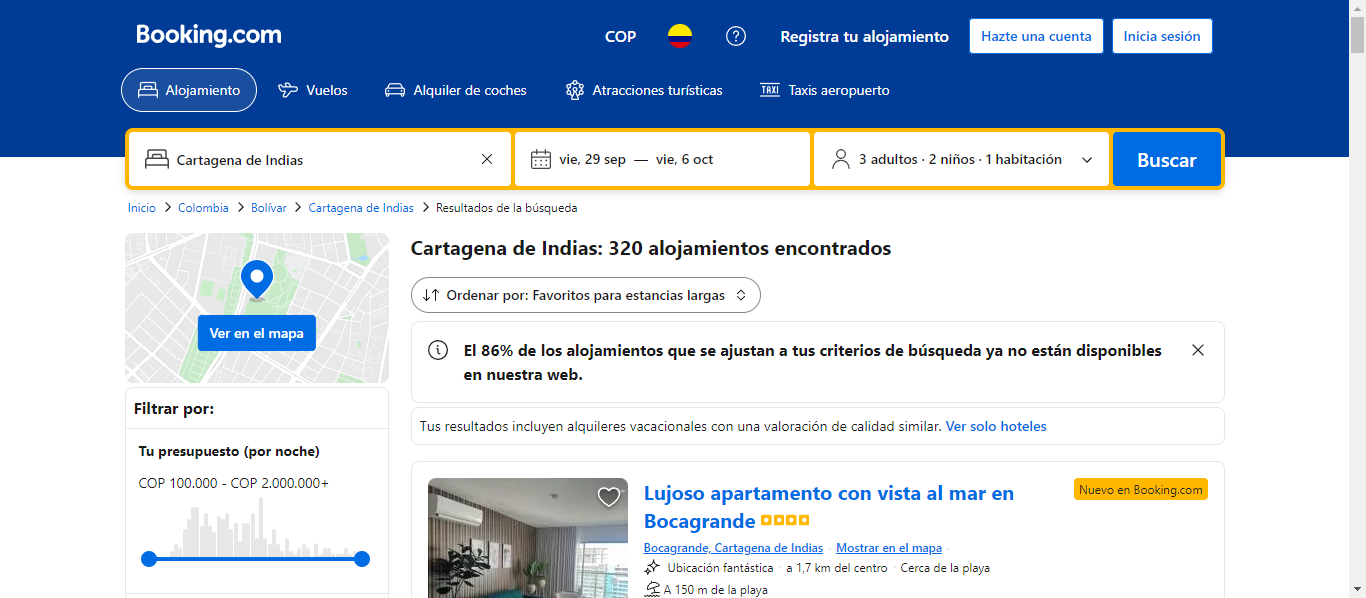 Booking.com
COP
Registra tu alojamiento
Hazte una cuenta
Inicia sesión
Alojamiento
Vuelos
Alquiler de coches
Atracciones turísticas
TAXI Taxis aeropuerto
Cartagena de Indias
vie, 29 sep — vie, 6 oct
3 adultos · 2 niños · 1 habitación
Buscar
Inicio > Colombia > Bolívar > Cartagena de Indias > Resultados de la búsqueda
Ver en el mapa
Filtrar por:
Tu presupuesto (por noche)
COP 100.000 - COP 2.000.000+
Cartagena de Indias: 320 alojamientos encontrados
Ordenar por: Favoritos para estancias largas
El 86% de los alojamientos que se ajustan a tus criterios de búsqueda ya no están disponibles
en nuestra web.
Tus resultados incluyen alquileres vacacionales con una valoración de calidad similar. Ver solo hoteles
Lujoso apartamento con vista al mar en
Bocagrande
Nuevo en Booking.com
Bocagrande, Cartagena de Indias · Mostrar en el mapa ·
Ubicación fantástica · a 1,7 km del centro · Cerca de la playa
A 150 m de la playa